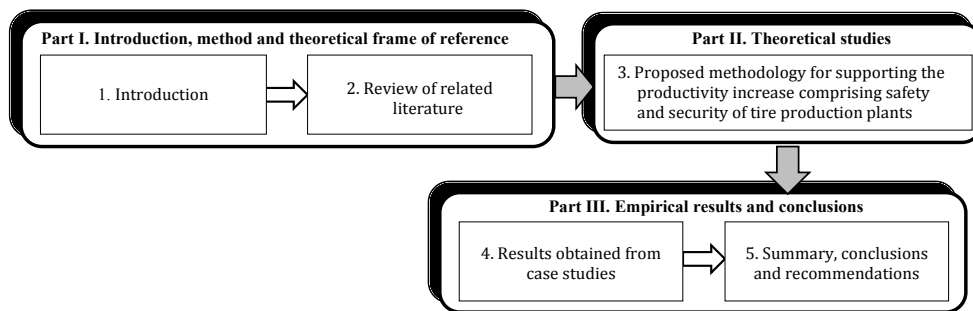 Part I. Introduction, method and theoretical frame of reference
1. Introduction
2. Review of related
literature
Part II. Theoretical studies
3. Proposed methodology for supporting the
productivity increase comprising safety
and security of tire production plants
Part III. Empirical results and conclusions
4. Results obtained from
case studies
5. Summary, conclusions
and recommendations